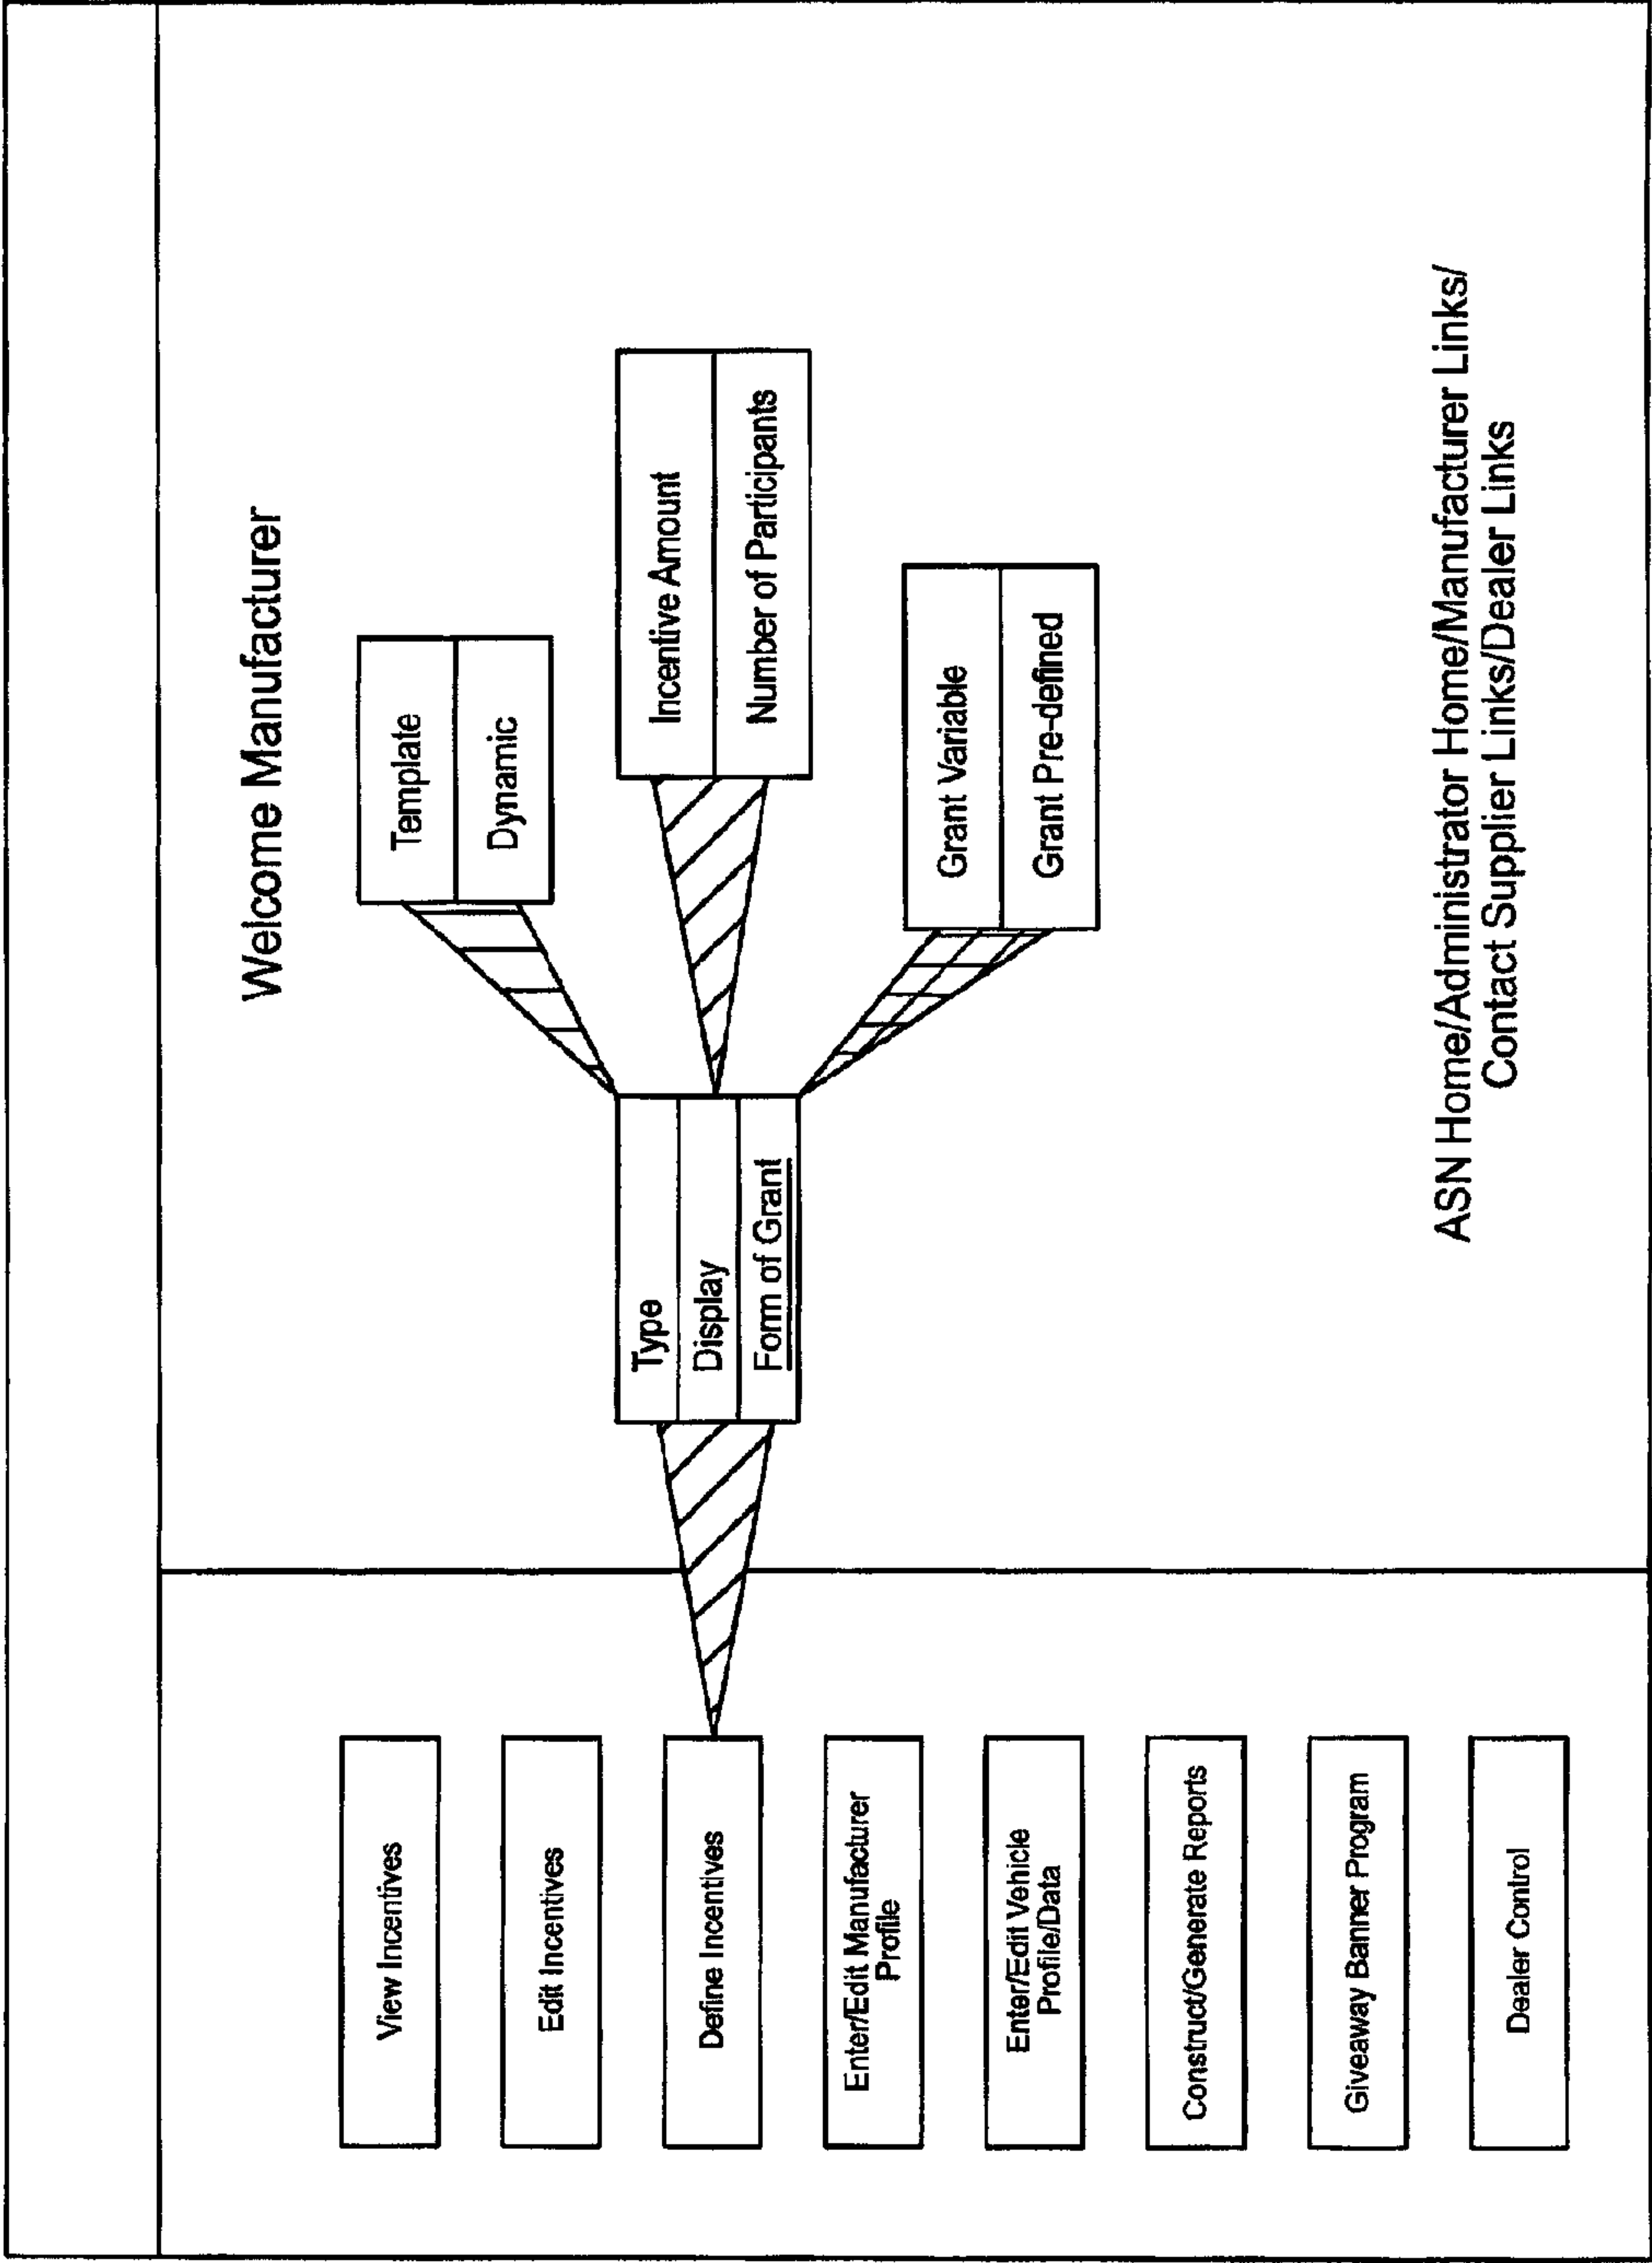 Welcome Manufacturer
View Incentives
Edit Incentives
Define Incentives
Enter/Edit Manufacturer
Profile
Enter/Edit Vehicle
Profile/Data
Construct/Generate Reports
Giveaway Banner Program
Dealer Control
Type
Display
Form of Grant
Template
Dynamic
Incentive Amount
Number of Participants
Grant Variable
Grant Pre-defined
ASN Home/Administrator Home/Manufacturer Links/
Contact Supplier Links/Dealer Links